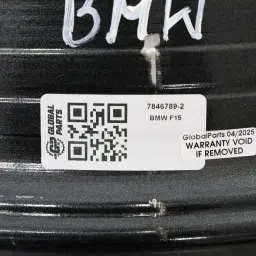 BMW
GLOBAL
PARTS
7846789-2
BMW F15
GlobalParts 04/2025
WARRANTY VOID
IF REMOVED